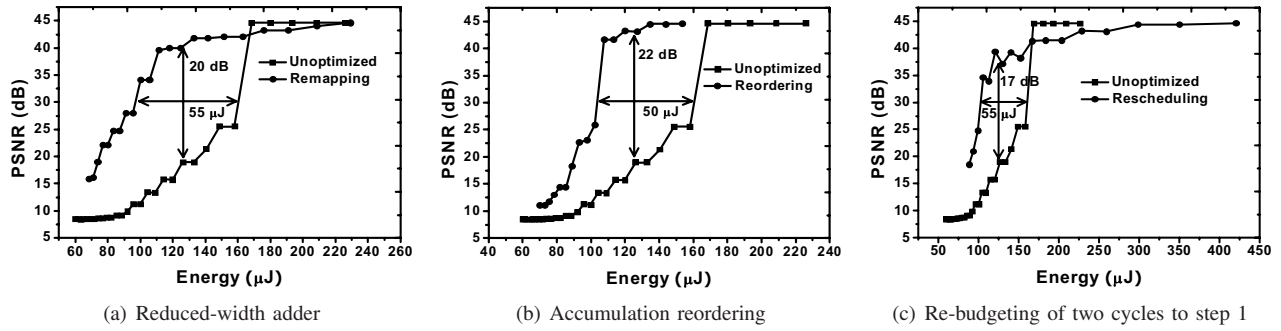 PSNR (dB)
45
40
35
30
25
20
15
10
5
20 dB
55 μJ
Unoptimized
Remapping
60 80 100 120 140 160 180 200 220 240 260
Energy (μJ)
(a) Reduced-width adder
PSNR (dB)
45
40
35
30
25
20
15
10
5
22 dB
50 μJ
Unoptimized
Reordering
40 60 80 100 120 140 160 180 200 220 240
Energy (μJ)
(b) Accumulation reordering
PSNR (dB)
45
40
35
30
25
20
15
10
5
17 dB
55 μJ
Unoptimized
Rescheduling
50 100 150 200 250 300 350 400 450
Energy (μJ)
(c) Re-budgeting of two cycles to step 1